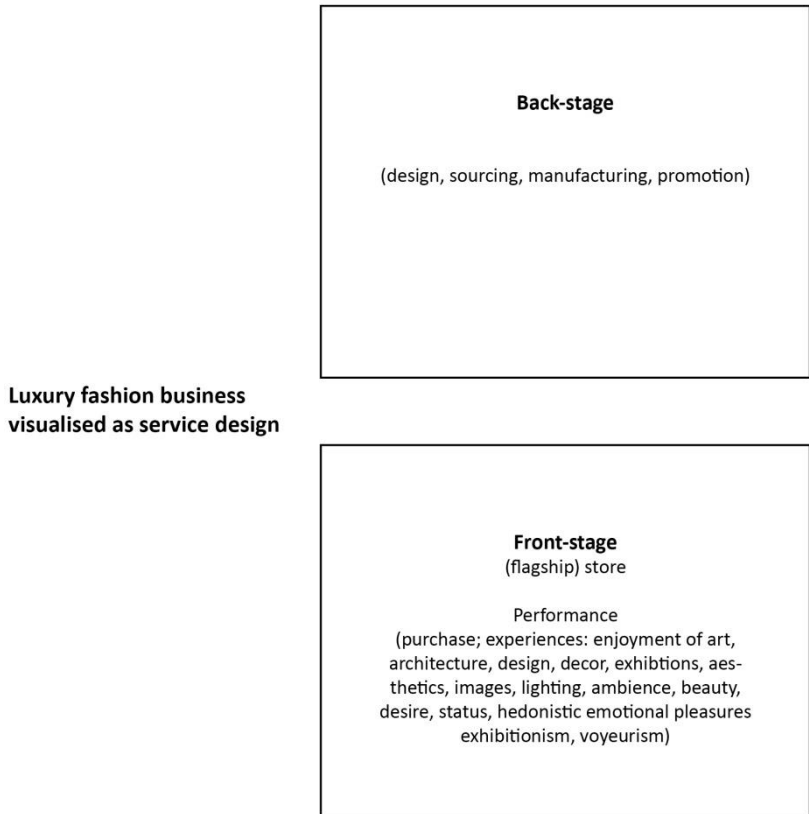 Back-stage
(design, sourcing, manufacturing, promotion)
Luxury fashion business
visualised as service design
Front-stage
(flagship) store
Performance
(purchase; experiences: enjoyment of art,
architecture, design, decor, exhibtions, aes-
thetics, images, lighting, ambience, beauty,
desire, status, hedonistic emotional pleasures
exhibitionism, voyeurism)